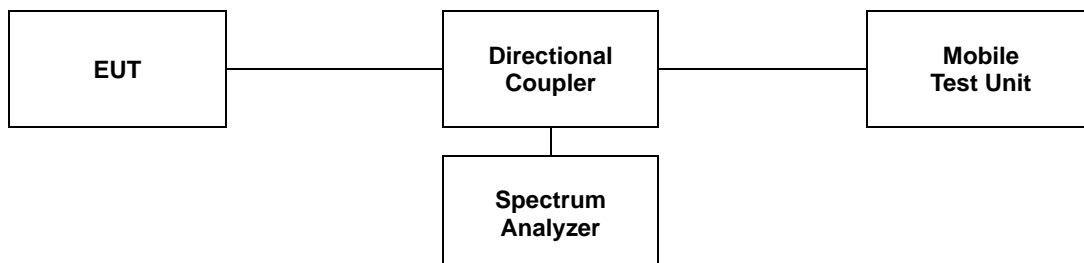 EUT
Directional
Coupler
Mobile
Test Unit
Spectrum
Analyzer